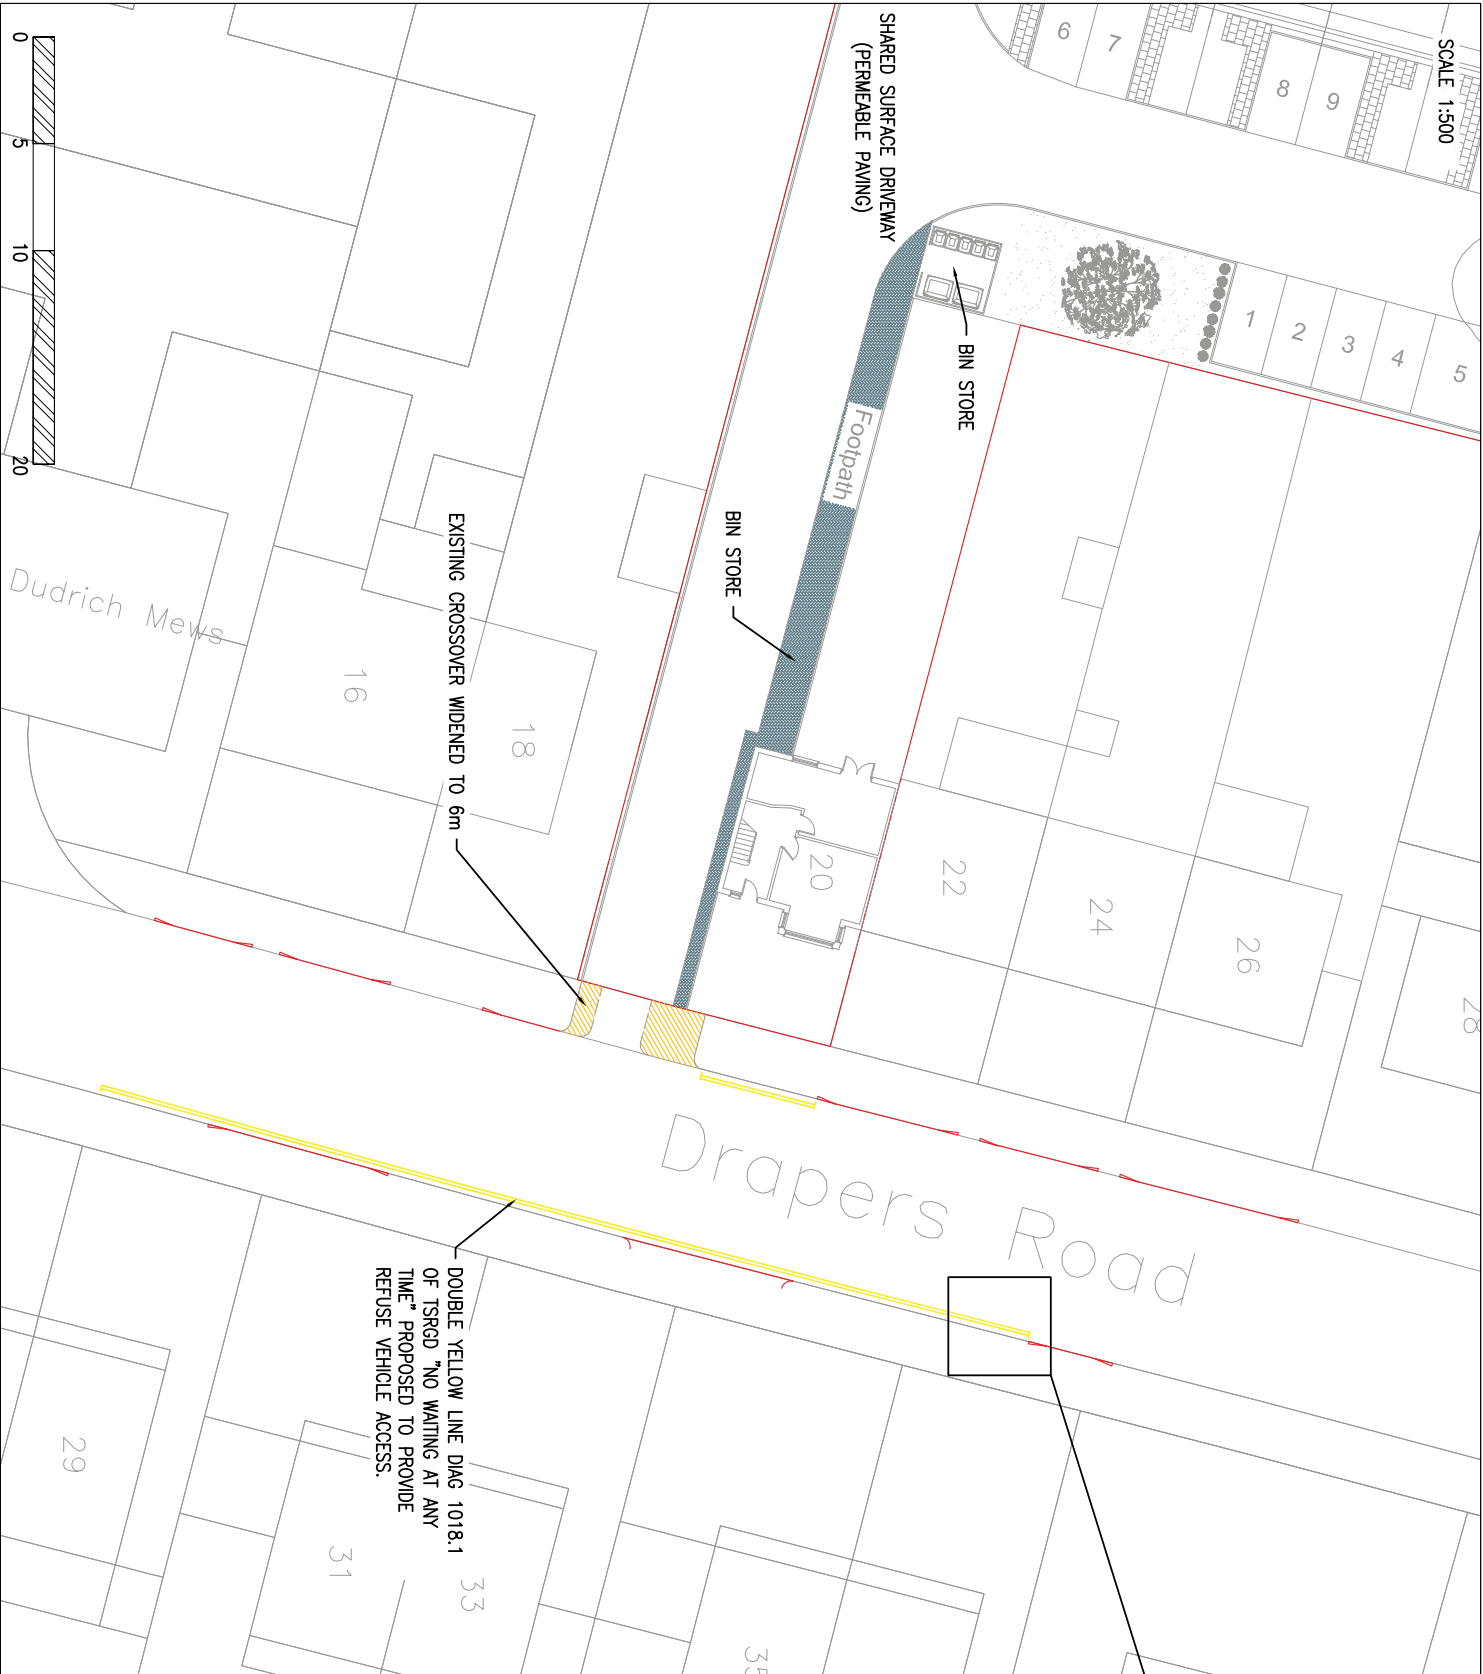 SCALE 1:500
6
7
8
9
1
2
3
4
5
SHARED SURFACE DRIVEWAY
(PERMEABLE PAVING)
BIN STORE
Footpath
BIN STORE
EXISTING CROSSOVER WIDENED TO 6m
Dudrich Mews
16
18
20
22
24
26
28
Drapers Road
DOUBLE YELLOW LINE DIAG 1018.1
OF TSRGD "NO WAITING AT ANY
TIME" PROPOSED TO PROVIDE
REFUSE VEHICLE ACCESS.
29
31
33
35
0
5
10
20